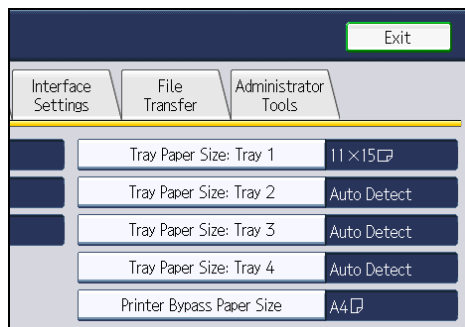 Exit
Interface
Settings
File
Transfer
Administrator
Tools
Tray Paper Size: Tray 1
11×15
Tray Paper Size: Tray 2
Auto Detect
Tray Paper Size: Tray 3
Auto Detect
Tray Paper Size: Tray 4
Auto Detect
Printer Bypass Paper Size
A4